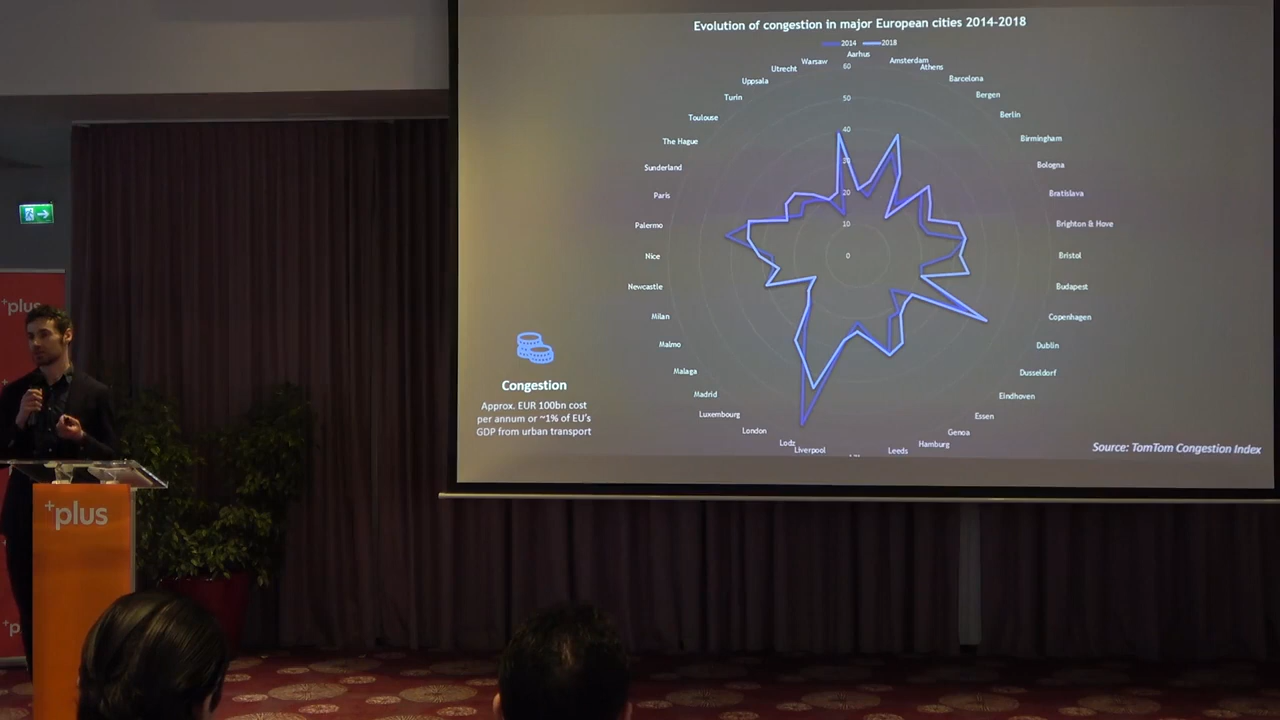 Evolution of congestion in major European cities 2014-2018
2014 2018
Aarhus
Amsterdam
Athens
Barcelona
Bergen
Berlin
Birmingham
Bologna
Bratislava
Brighton & Hove
Bristol
Budapest
Copenhagen
Dublin
Dusseldorf
Eindhoven
Essen
Genoa
Hamburg
Leeds
Liverpool
Lodz
London
Luxembourg
Madrid
Malaga
Malmo
Milan
Newcastle
Nice
Palermo
Paris
Sunderland
The Hague
Toulouse
Turin
Uppsala
Utrecht
Warsaw
60
50
40
30
20
10
0
Congestion
Approx. EUR 100bn cost
per annum or ~1% of EU's
GDP from urban transport
Source: TomTom Congestion Index
+plus
+plus
+p